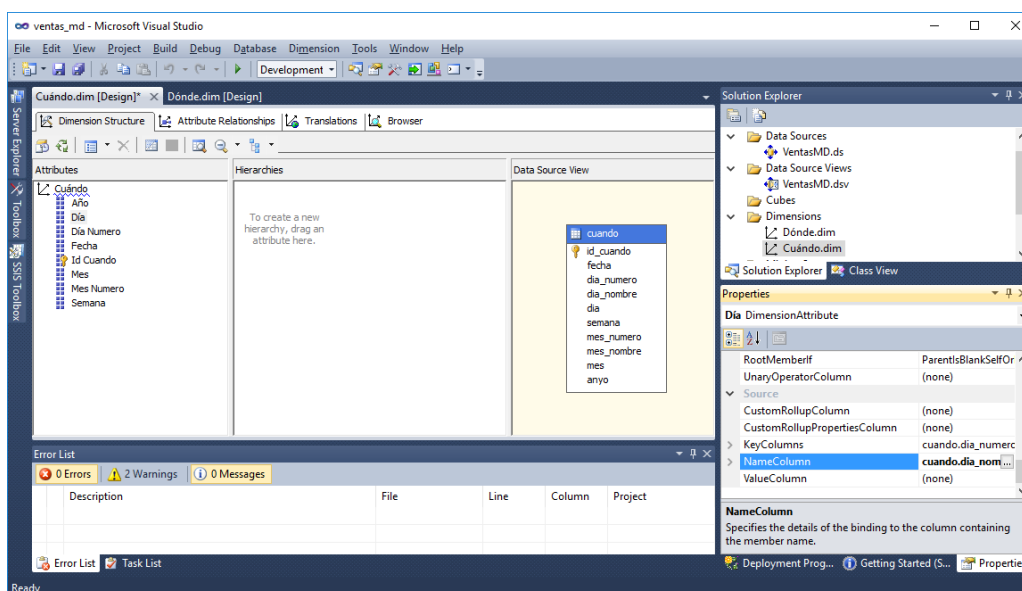 ventas_md - Microsoft Visual Studio
File Edit View Project Build Debug Database Dimension Tools Window Help
Development
Server Explorer
Toolbox
SSIS Toolbox
Cuándo.dim [Design]* Dónde.dim [Design]
Dimension Structure Attribute Relationships Translations Browser
Attributes
Cuándo
Año
Día
Día Numero
Fecha
Id Cuando
Mes
Mes Numero
Semana
Hierarchies
To create a new
hierarchy, drag an
attribute here.
Data Source View
cuando
id_cuando
fecha
dia_numero
dia_nombre
dia
semana
mes_numero
mes_nombre
mes
anyo
Error List
0 Errors 2 Warnings 0 Messages
Description File Line Column Project
Error List Task List
Ready
Solution Explorer
Data Sources
VentasMD.ds
Data Source Views
VentasMD.dsv
Cubes
Dimensions
Dónde.dim
Cuándo.dim
Solution Explorer Class View
Properties
Día DimensionAttribute
RootMemberIf ParentIsBlankSelfOr
UnaryOperatorColumn (none)
Source
CustomRollupColumn (none)
CustomRollupPropertiesColumn (none)
KeyColumns cuando.dia_numerc
NameColumn cuando.dia_nom ...
ValueColumn (none)
NameColumn
Specifies the details of the binding to the column containing
the member name.
Deployment Prog... Getting Started (S... Propertie